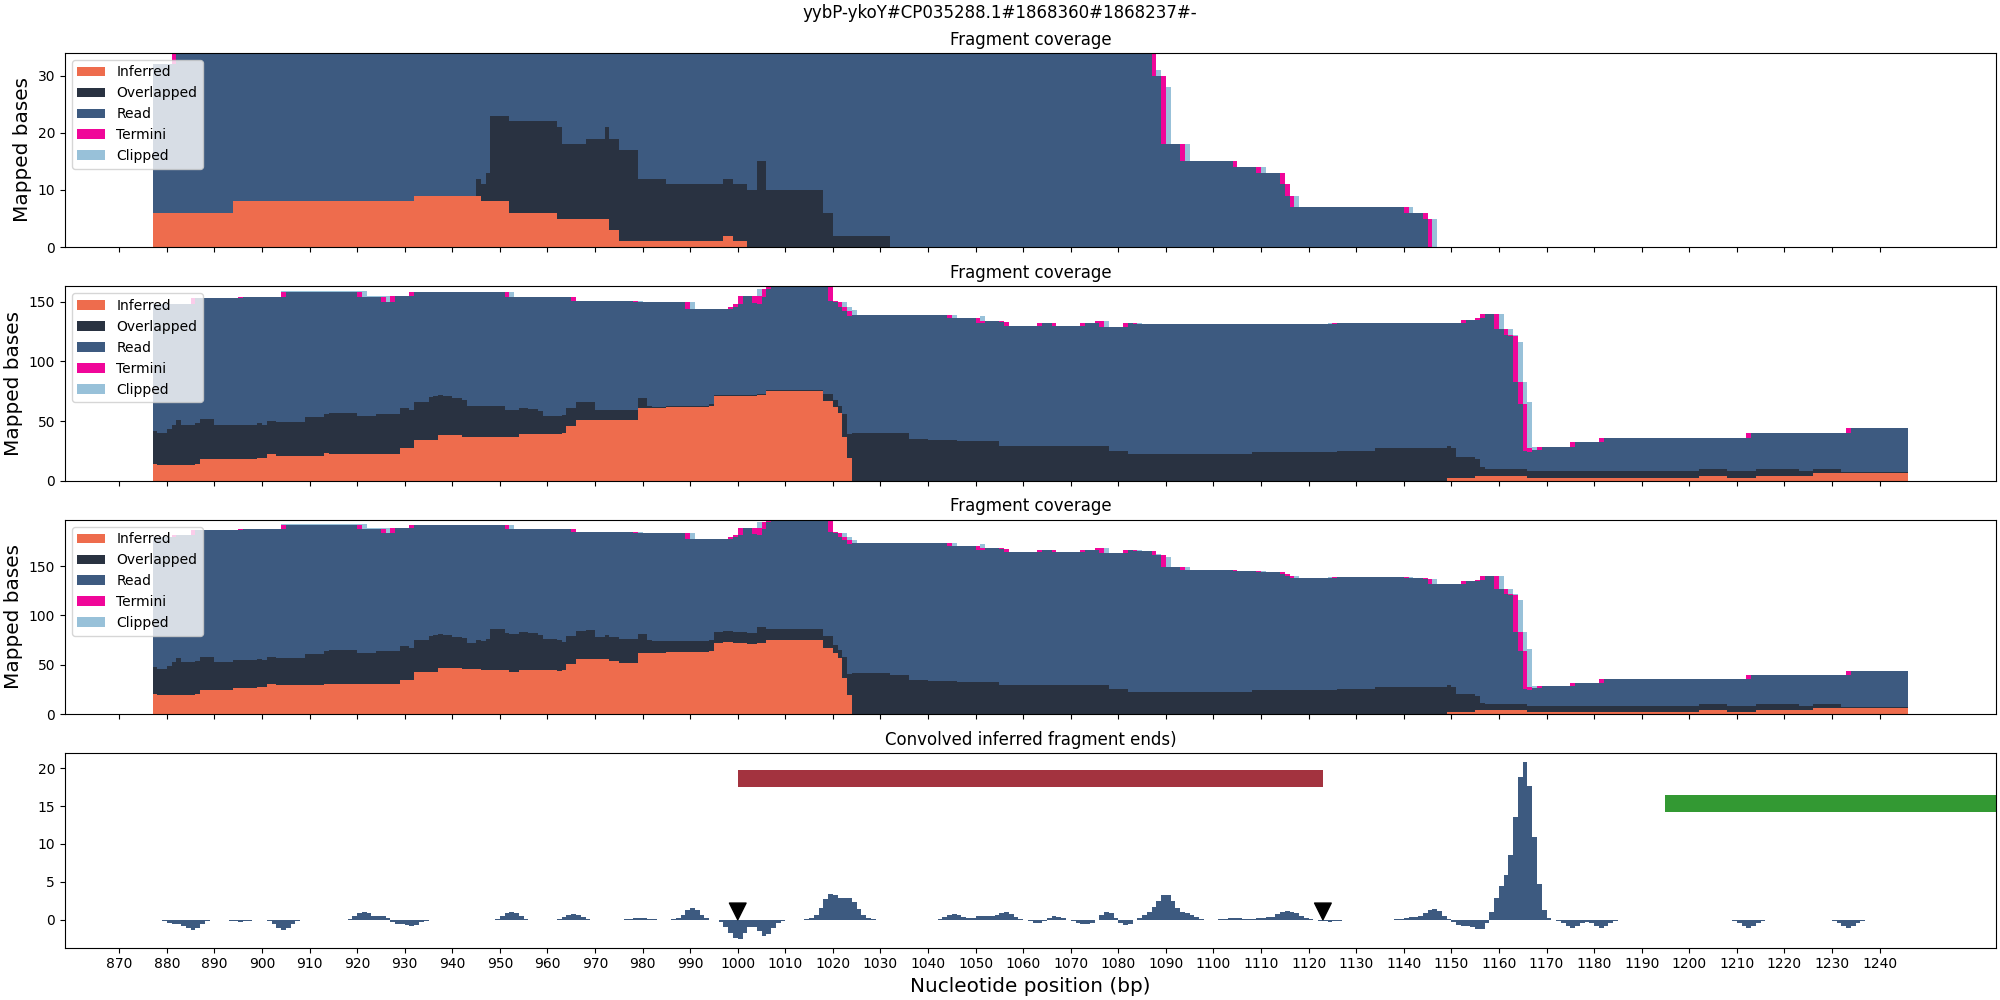 yybP-ykoY#CP035288.1#1868360#1868237#-
Fragment coverage
Mapped bases
30
20
10
0
Inferred
Overlapped
Read
Termini
Clipped
Fragment coverage
Mapped bases
150
100
50
0
Inferred
Overlapped
Read
Termini
Clipped
Fragment coverage
Mapped bases
150
100
50
0
Inferred
Overlapped
Read
Termini
Clipped
Convolved inferred fragment ends)
20
15
10
5
0
870 880 890 900 910 920 930 940 950 960 970 980 990 1000 1010 1020 1030 1040 1050 1060 1070 1080 1090 1100 1110 1120 1130 1140 1150 1160 1170 1180 1190 1200 1210 1220 1230 1240
Nucleotide position (bp)